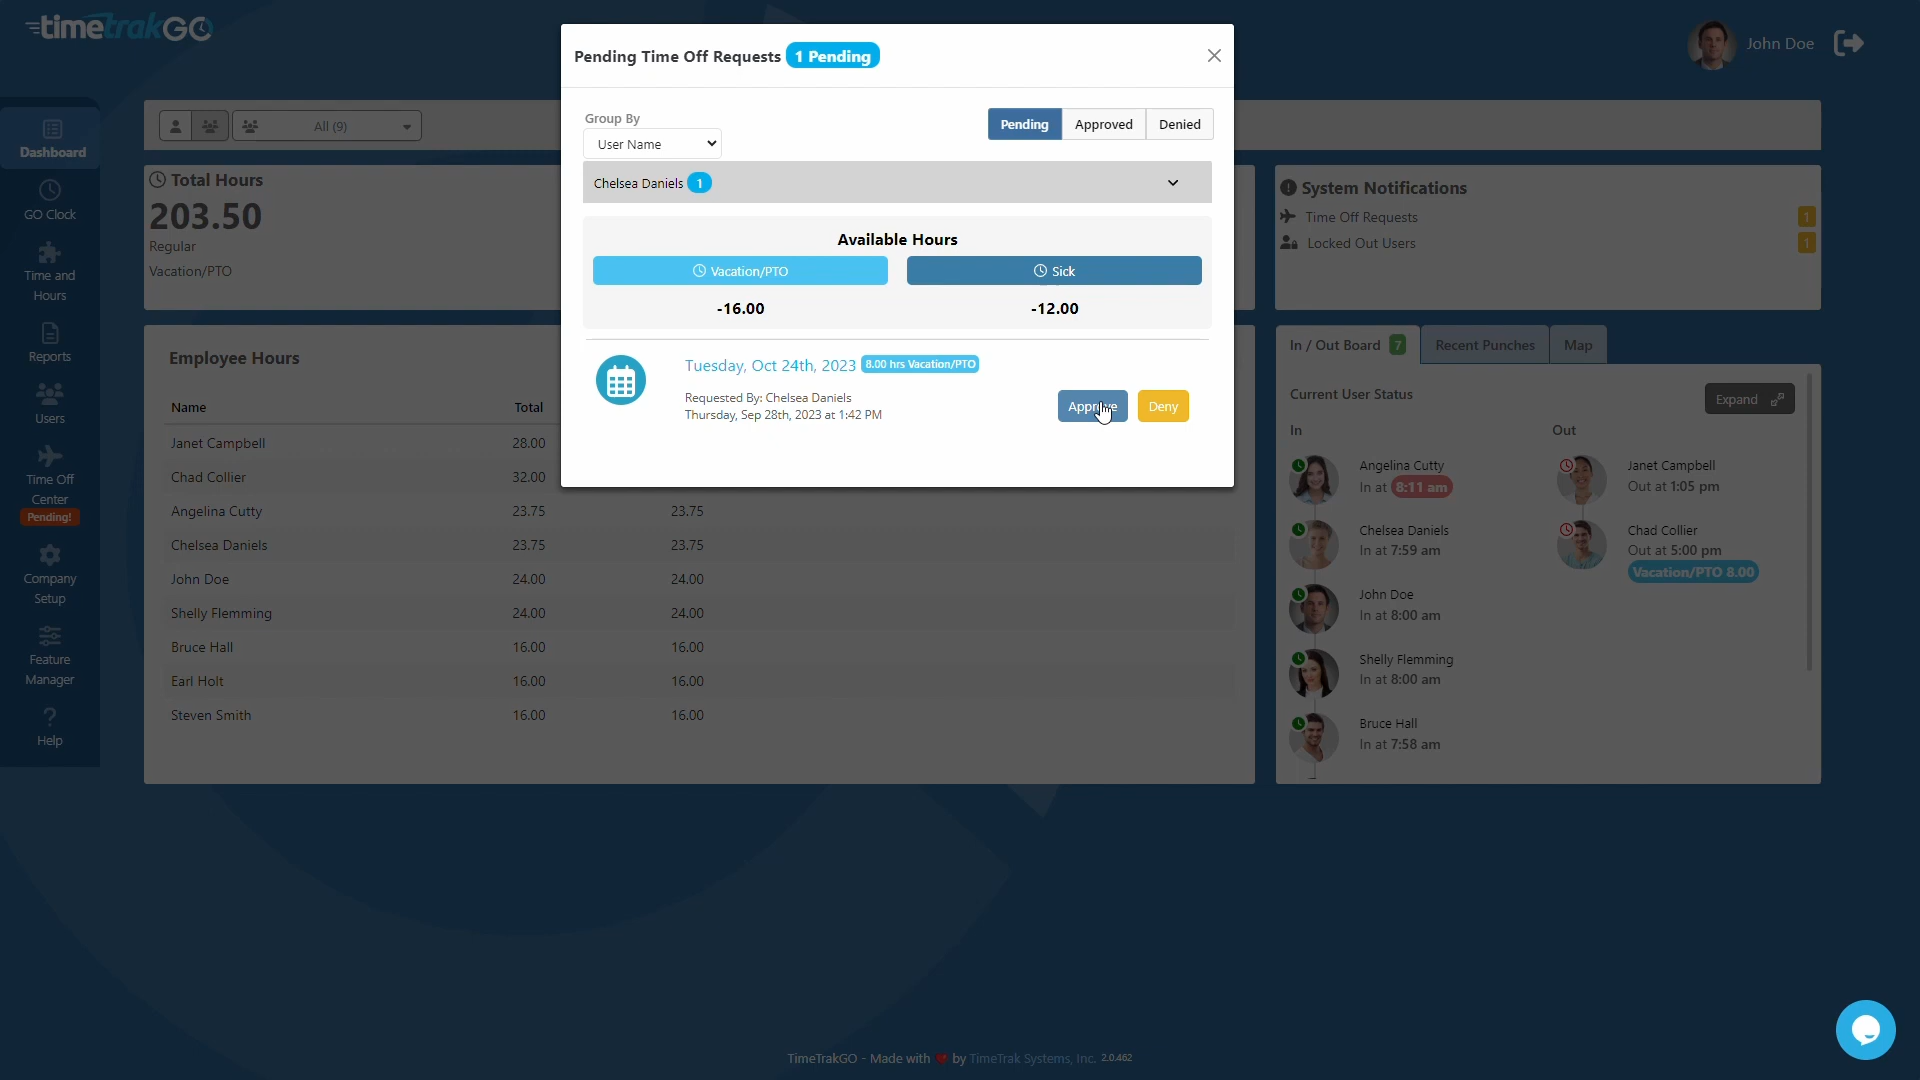 timetrakGO
John Doe
Dashboard
GO Clock
Time and
Hours
Reports
Users
Time Off
Center
Pending!
Company
Setup
Feature
Manager
Help
All (9)
Total Hours
203.50
Regular
Vacation/PTO
Employee Hours
Name Total
Janet Campbell 28.00
Chad Collier 32.00
Angelina Cutty 23.75 23.75
Chelsea Daniels 23.75 23.75
John Doe 24.00 24.00
Shelly Flemming 24.00 24.00
Bruce Hall 16.00 16.00
Earl Holt 16.00 16.00
Steven Smith 16.00 16.00
Pending Time Off Requests 1 Pending
Group By
User Name
Pending Approved Denied
Chelsea Daniels 1
Available Hours
Vacation/PTO Sick
-16.00 -12.00
Tuesday, Oct 24th, 2023 8.00 hrs Vacation/PTO
Requested By: Chelsea Daniels
Thursday, Sep 28th, 2023 at 1:42 PM
Approve Deny
System Notifications
Time Off Requests 1
Locked Out Users 1
In / Out Board 7 Recent Punches Map
Current User Status
Expand
In Out
Angelina Cutty
In at 8:11 am
Chelsea Daniels
In at 7:59 am
John Doe
In at 8:00 am
Shelly Flemming
In at 8:00 am
Bruce Hall
In at 7:58 am
Janet Campbell
Out at 1:05 pm
Chad Collier
Out at 5:00 pm
Vacation/PTO 8.00
TimeTrakGO - Made with ❤ by TimeTrak Systems, Inc. 2.0.462